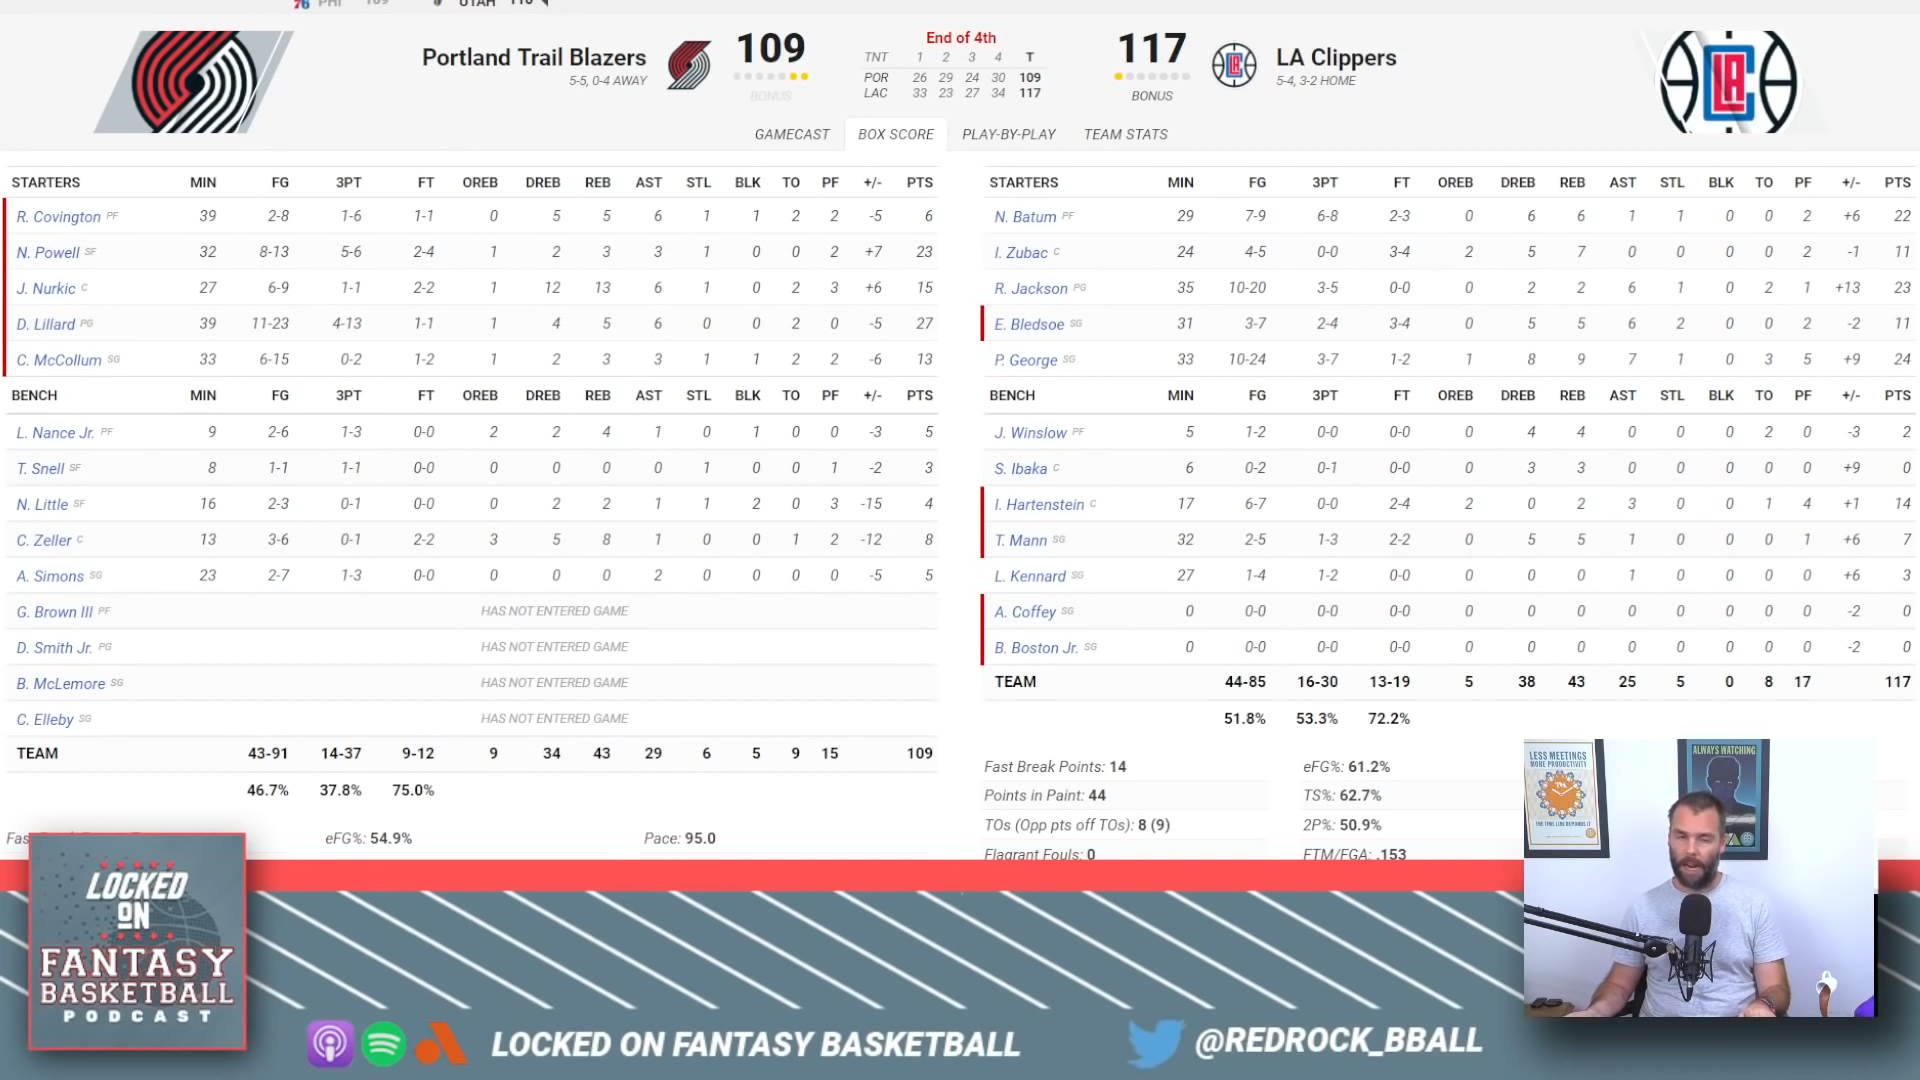 76 PHI 109 UTAH 110
Portland Trail Blazers
5-5, 0-4 AWAY
109
BONUS
End of 4th
TNT 1 2 3 4 T
POR 26 29 24 30 109
LAC 33 23 27 34 117
117
BONUS
LA Clippers
5-4, 3-2 HOME
GAMECAST BOX SCORE PLAY-BY-PLAY TEAM STATS
STARTERS MIN FG 3PT FT OREB DREB REB AST STL BLK TO PF +/- PTS
R. Covington PF 39 2-8 1-6 1-1 0 5 5 6 1 1 2 2 -5 6
N. Powell SF 32 8-13 5-6 2-4 1 2 3 3 1 0 0 2 +7 23
J. Nurkic C 27 6-9 1-1 2-2 1 12 13 6 1 0 2 3 +6 15
D. Lillard PG 39 11-23 4-13 1-1 1 4 5 6 0 0 2 0 -5 27
C. McCollum SG 33 6-15 0-2 1-2 1 2 3 3 1 1 2 2 -6 13
BENCH MIN FG 3PT FT OREB DREB REB AST STL BLK TO PF +/- PTS
L. Nance Jr. PF 9 2-6 1-3 0-0 2 2 4 1 0 1 0 0 -3 5
T. Snell SF 8 1-1 1-1 0-0 0 0 0 0 1 0 0 1 -2 3
N. Little SF 16 2-3 0-1 0-0 0 2 2 1 1 2 0 3 -15 4
C. Zeller C 13 3-6 0-1 2-2 3 5 8 1 0 0 1 2 -12 8
A. Simons SG 23 2-7 1-3 0-0 0 0 0 2 0 0 0 0 -5 5
G. Brown III PF HAS NOT ENTERED GAME
D. Smith Jr. PG HAS NOT ENTERED GAME
B. McLemore SG HAS NOT ENTERED GAME
C. Elleby SG HAS NOT ENTERED GAME
TEAM 43-91 14-37 9-12 9 34 43 29 6 5 9 15 109
46.7% 37.8% 75.0%
eFG%: 54.9% Pace: 95.0
STARTERS MIN FG 3PT FT OREB DREB REB AST STL BLK TO PF +/- PTS
N. Batum PF 29 7-9 6-8 2-3 0 6 6 1 1 0 0 2 +6 22
I. Zubac C 24 4-5 0-0 3-4 2 5 7 0 0 0 0 2 -1 11
R. Jackson PG 35 10-20 3-5 0-0 0 2 2 6 1 0 2 1 +13 23
E. Bledsoe SG 31 3-7 2-4 3-4 0 5 5 6 2 0 0 2 -2 11
P. George SG 33 10-24 3-7 1-2 1 8 9 7 1 0 3 5 +9 24
BENCH MIN FG 3PT FT OREB DREB REB AST STL BLK TO PF +/- PTS
J. Winslow PF 5 1-2 0-0 0-0 0 4 4 0 0 0 2 0 -3 2
S. Ibaka C 6 0-2 0-1 0-0 0 3 3 0 0 0 0 0 +9 0
I. Hartenstein C 17 6-7 0-0 2-4 2 0 2 3 0 0 1 4 +1 14
T. Mann SG 32 2-5 1-3 2-2 0 5 5 1 0 0 0 1 +6 7
L. Kennard SG 27 1-4 1-2 0-0 0 0 0 1 0 0 0 0 +6 3
A. Coffey SG 0 0-0 0-0 0-0 0 0 0 0 0 0 0 0 -2 0
B. Boston Jr. SG 0 0-0 0-0 0-0 0 0 0 0 0 0 0 0 -2 0
TEAM 44-85 16-30 13-19 5 38 43 25 5 0 8 17 117
51.8% 53.3% 72.2%
Fast Break Points: 14 eFG%: 61.2%
Points in Paint: 44 TS%: 62.7%
TOs (Opp pts off TOs): 8 (9) 2P%: 50.9%
Flagrant Fouls: 0 FTM/FGA: .153
LESS MEETINGS
MORE PRODUCTIVITY
ALWAYS WATCHING
LOCKED
ON
FANTASY
BASKETBALL
PODCAST
LOCKED ON FANTASY BASKETBALL
@REDROCK_BBALL